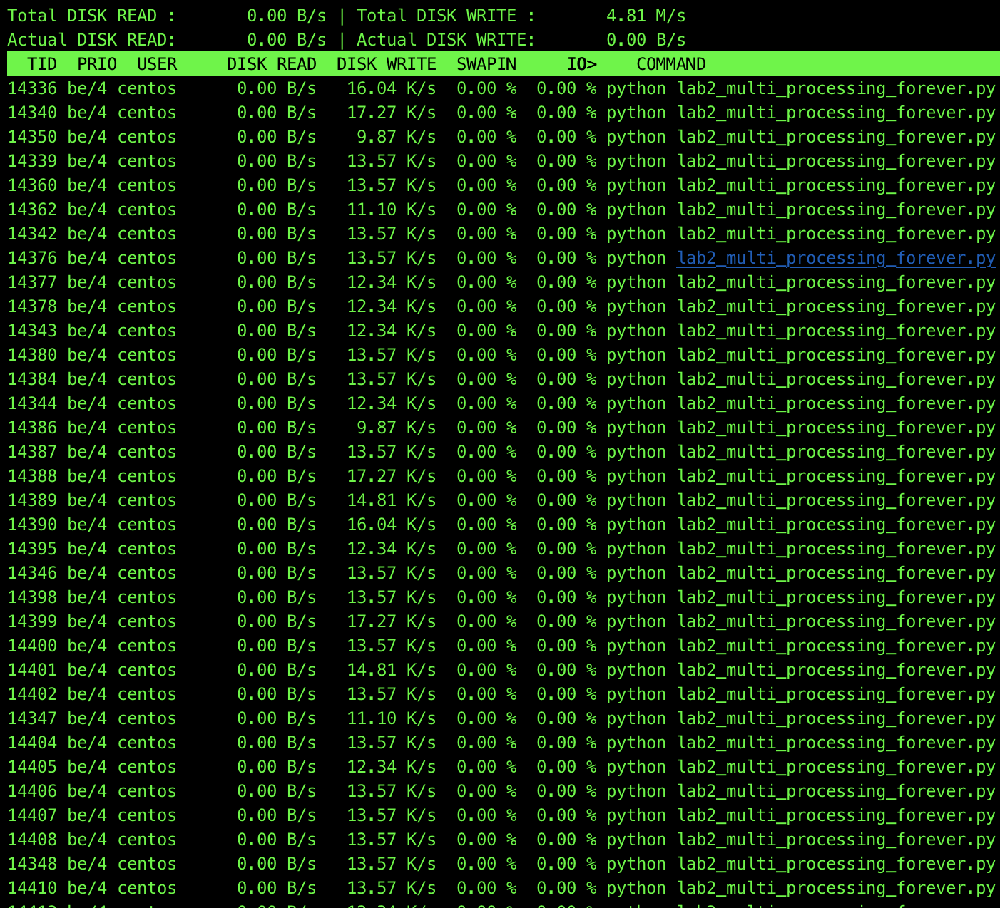 Total DISK READ :       0.00 B/s | Total DISK WRITE :       4.81 M/s
Actual DISK READ:       0.00 B/s | Actual DISK WRITE:       0.00 B/s
  TID  PRIO  USER     DISK READ  DISK WRITE  SWAPIN     IO>    COMMAND
14336 be/4 centos      0.00 B/s   16.04 K/s  0.00 %  0.00 % python lab2_multi_processing_forever.py
14340 be/4 centos      0.00 B/s   17.27 K/s  0.00 %  0.00 % python lab2_multi_processing_forever.py
14350 be/4 centos      0.00 B/s    9.87 K/s  0.00 %  0.00 % python lab2_multi_processing_forever.py
14339 be/4 centos      0.00 B/s   13.57 K/s  0.00 %  0.00 % python lab2_multi_processing_forever.py
14360 be/4 centos      0.00 B/s   13.57 K/s  0.00 %  0.00 % python lab2_multi_processing_forever.py
14362 be/4 centos      0.00 B/s   11.10 K/s  0.00 %  0.00 % python lab2_multi_processing_forever.py
14342 be/4 centos      0.00 B/s   13.57 K/s  0.00 %  0.00 % python lab2_multi_processing_forever.py
14376 be/4 centos      0.00 B/s   13.57 K/s  0.00 %  0.00 % python lab2_multi_processing_forever.py
14377 be/4 centos      0.00 B/s   12.34 K/s  0.00 %  0.00 % python lab2_multi_processing_forever.py
14378 be/4 centos      0.00 B/s   12.34 K/s  0.00 %  0.00 % python lab2_multi_processing_forever.py
14343 be/4 centos      0.00 B/s   12.34 K/s  0.00 %  0.00 % python lab2_multi_processing_forever.py
14380 be/4 centos      0.00 B/s   13.57 K/s  0.00 %  0.00 % python lab2_multi_processing_forever.py
14384 be/4 centos      0.00 B/s   13.57 K/s  0.00 %  0.00 % python lab2_multi_processing_forever.py
14344 be/4 centos      0.00 B/s   12.34 K/s  0.00 %  0.00 % python lab2_multi_processing_forever.py
14386 be/4 centos      0.00 B/s    9.87 K/s  0.00 %  0.00 % python lab2_multi_processing_forever.py
14387 be/4 centos      0.00 B/s   13.57 K/s  0.00 %  0.00 % python lab2_multi_processing_forever.py
14388 be/4 centos      0.00 B/s   17.27 K/s  0.00 %  0.00 % python lab2_multi_processing_forever.py
14389 be/4 centos      0.00 B/s   14.81 K/s  0.00 %  0.00 % python lab2_multi_processing_forever.py
14390 be/4 centos      0.00 B/s   16.04 K/s  0.00 %  0.00 % python lab2_multi_processing_forever.py
14395 be/4 centos      0.00 B/s   12.34 K/s  0.00 %  0.00 % python lab2_multi_processing_forever.py
14346 be/4 centos      0.00 B/s   13.57 K/s  0.00 %  0.00 % python lab2_multi_processing_forever.py
14398 be/4 centos      0.00 B/s   13.57 K/s  0.00 %  0.00 % python lab2_multi_processing_forever.py
14399 be/4 centos      0.00 B/s   17.27 K/s  0.00 %  0.00 % python lab2_multi_processing_forever.py
14400 be/4 centos      0.00 B/s   13.57 K/s  0.00 %  0.00 % python lab2_multi_processing_forever.py
14401 be/4 centos      0.00 B/s   14.81 K/s  0.00 %  0.00 % python lab2_multi_processing_forever.py
14402 be/4 centos      0.00 B/s   13.57 K/s  0.00 %  0.00 % python lab2_multi_processing_forever.py
14347 be/4 centos      0.00 B/s   11.10 K/s  0.00 %  0.00 % python lab2_multi_processing_forever.py
14404 be/4 centos      0.00 B/s   13.57 K/s  0.00 %  0.00 % python lab2_multi_processing_forever.py
14405 be/4 centos      0.00 B/s   12.34 K/s  0.00 %  0.00 % python lab2_multi_processing_forever.py
14406 be/4 centos      0.00 B/s   13.57 K/s  0.00 %  0.00 % python lab2_multi_processing_forever.py
14407 be/4 centos      0.00 B/s   13.57 K/s  0.00 %  0.00 % python lab2_multi_processing_forever.py
14408 be/4 centos      0.00 B/s   13.57 K/s  0.00 %  0.00 % python lab2_multi_processing_forever.py
14348 be/4 centos      0.00 B/s   13.57 K/s  0.00 %  0.00 % python lab2_multi_processing_forever.py
14410 be/4 centos      0.00 B/s   13.57 K/s  0.00 %  0.00 % python lab2_multi_processing_forever.py